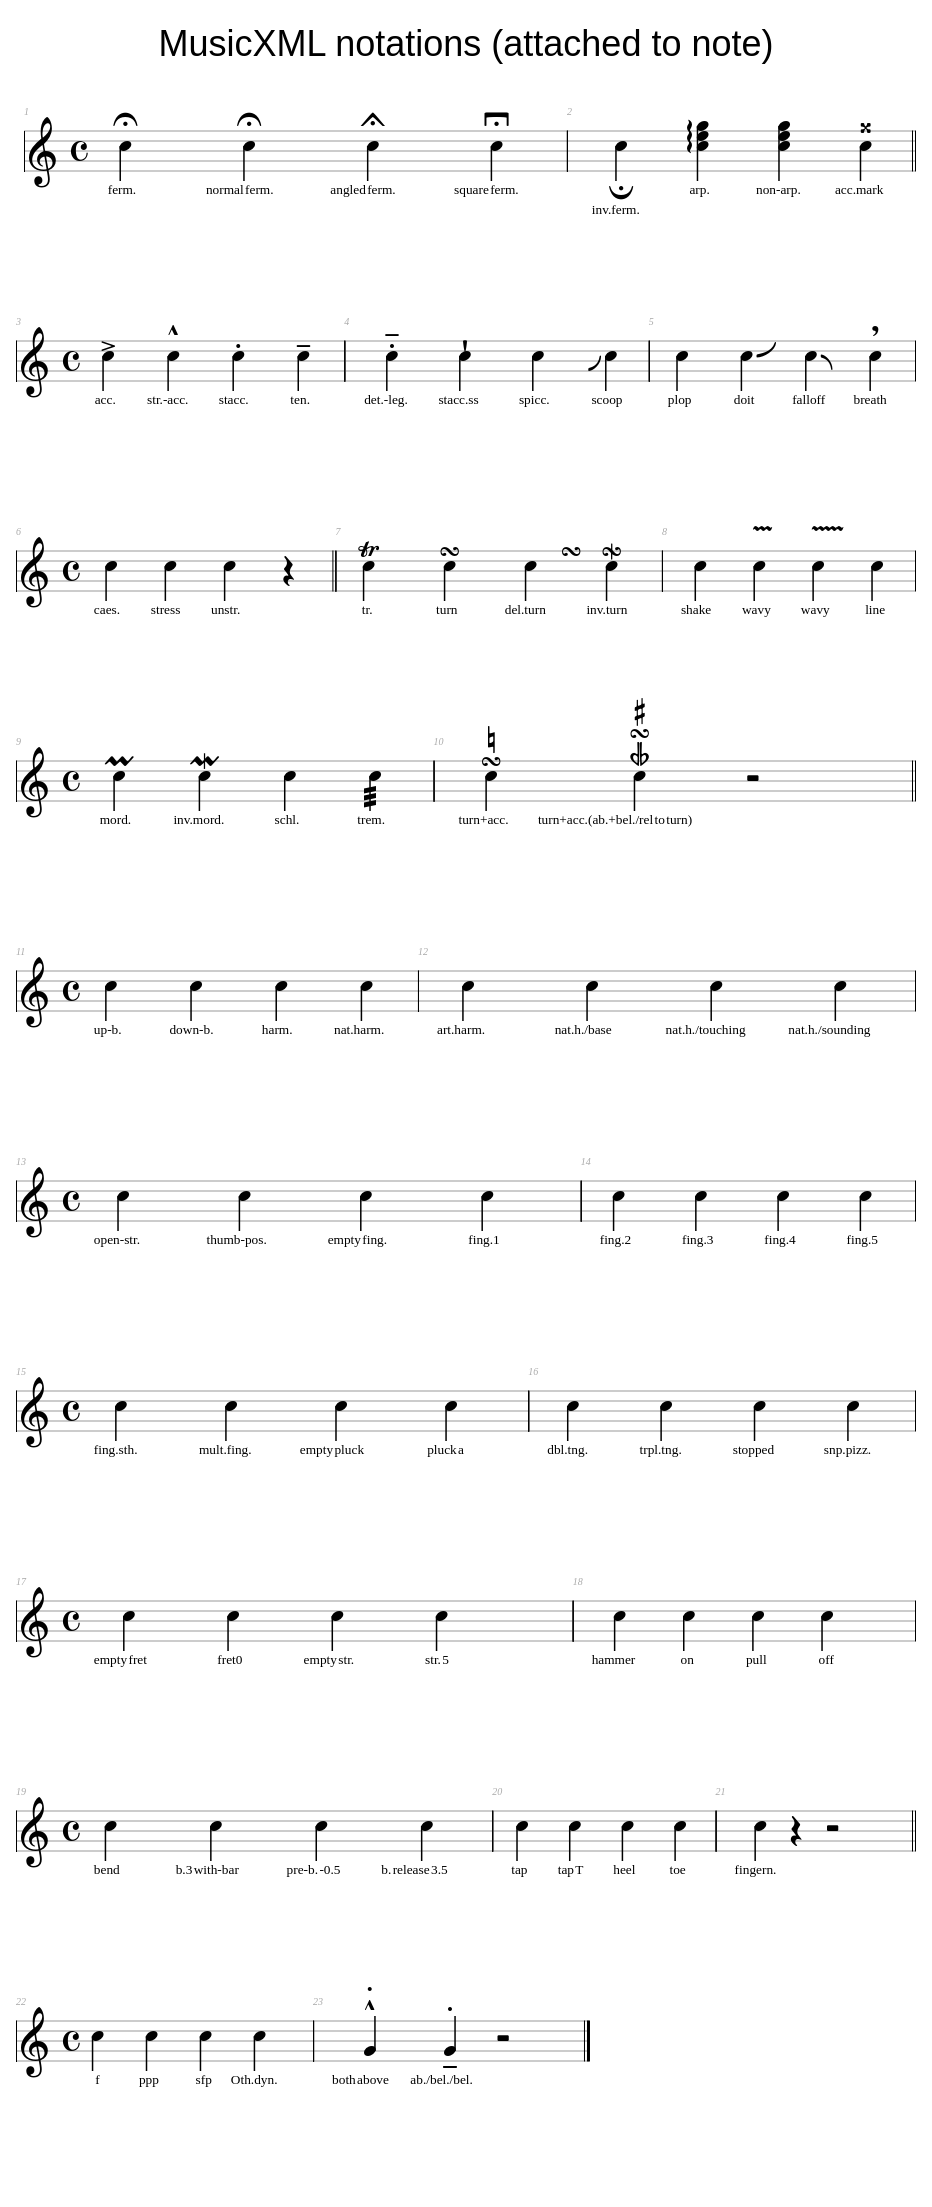 MusicXML notations (attached to note)
1 2
ferm. normal ferm. angled ferm. square ferm. arp. non-arp. acc.mark
inv.ferm.
3 4 5
acc. str.-acc. stacc. ten. det.-leg. stacc.ss spicc. scoop plop doit falloff breath
6 7 8
tr
caes. stress unstr. tr. turn del.turn inv.turn shake wavy wavy line
9 10
mord. inv.mord. schl. trem. turn+acc. turn+acc.(ab.+bel./rel to turn)
11 12
up-b. down-b. harm. nat.harm. art.harm. nat.h./base nat.h./touching nat.h./sounding
13 14
open-str. thumb-pos. empty fing. fing.1 fing.2 fing.3 fing.4 fing.5
15 16
fing.sth. mult.fing. empty pluck pluck a dbl.tng. trpl.tng. stopped snp.pizz.
17 18
empty fret fret0 empty str. str. 5 hammer on pull off
19 20 21
bend b.3 with-bar pre-b. -0.5 b. release 3.5 tap tap T heel toe fingern.
22 23
f ppp sfp Oth.dyn. both above ab./bel./bel.